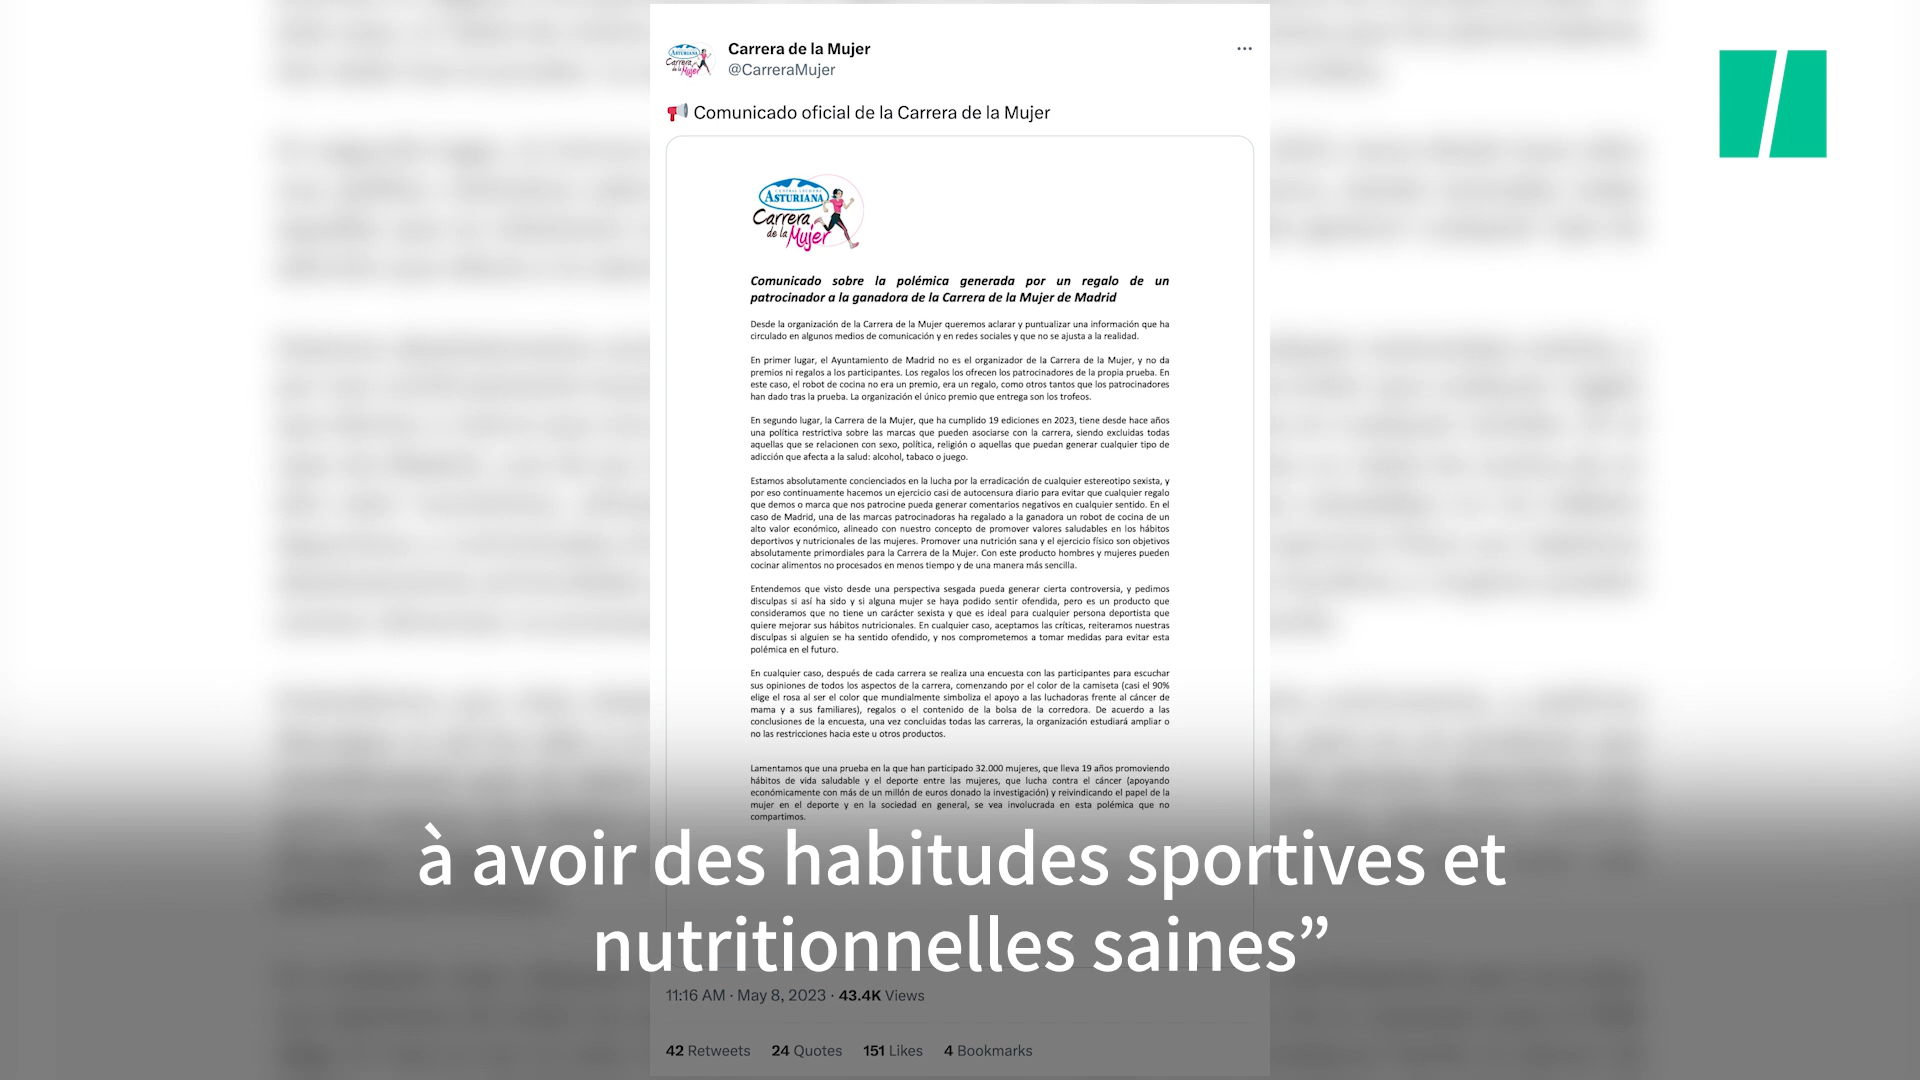 Carrera de la Mujer
@CarreraMujer
Comunicado oficial de la Carrera de la Mujer
CENTRAL LECHERA
ASTURIANA
Carrera
de la Mujer
Comunicado sobre la polémica generada por un regalo de un
patrocinador a la ganadora de la Carrera de la Mujer de Madrid
Desde la organización de la Carrera de la Mujer queremos aclarar y puntualizar una información que ha
circulado en algunos medios de comunicación y en redes sociales y que no se ajusta a la realidad.
En primer lugar, el Ayuntamiento de Madrid no es el organizador de la Carrera de la Mujer, y no da
premios ni regalos a los participantes. Los regalos los ofrecen los patrocinadores de la propia prueba. En
este caso, el robot de cocina no era un premio, era un regalo, como otros tantos que los patrocinadores
han dado tras la prueba. La organización el único premio que entrega son los trofeos.
En segundo lugar, la Carrera de la Mujer, que ha cumplido 19 ediciones en 2023, tiene desde hace años
una política restrictiva sobre las marcas que pueden asociarse con la carrera, siendo excluidas todas
aquellas que se relacionen con sexo, política, religión o aquellas que puedan generar cualquier tipo de
adicción que afecta a la salud: alcohol, tabaco o juego.
Estamos absolutamente concienciados en la lucha por la erradicación de cualquier estereotipo sexista, y
por eso continuamente hacemos un ejercicio casi de autocensura diario para evitar que cualquier regalo
que demos o marca que nos patrocine pueda generar comentarios negativos en cualquier sentido. En el
caso de Madrid, una de las marcas patrocinadoras ha regalado a la ganadora un robot de cocina de un
alto valor económico, alineado con nuestro concepto de promover valores saludables en los hábitos
deportivos y nutricionales de las mujeres. Promover una nutrición sana y el ejercicio físico son objetivos
absolutamente primordiales para la Carrera de la Mujer. Con este producto hombres y mujeres pueden
cocinar alimentos no procesados en menos tiempo y de una manera más sencilla.
Entendemos que visto desde una perspectiva sesgada pueda generar cierta controversia, y pedimos
disculpas si así ha sido y si alguna mujer se haya podido sentir ofendida, pero es un producto que
consideramos que no tiene un carácter sexista y que es ideal para cualquier persona deportista que
quiere mejorar sus hábitos nutricionales. En cualquier caso, aceptamos las críticas, reiteramos nuestras
disculpas si alguien se ha sentido ofendido, y nos comprometemos a tomar medidas para evitar esta
polémica en el futuro.
En cualquier caso, después de cada carrera se realiza una encuesta con las participantes para escuchar
sus opiniones de todos los aspectos de la carrera, comenzando por el color de la camiseta (casi el 90%
elige el rosa al ser el color que mundialmente simboliza el apoyo a las luchadoras frente al cáncer de
mama y a sus familiares), regalos o el contenido de la bolsa de la corredora. De acuerdo a las
conclusiones de la encuesta, una vez concluidas todas las carreras, la organización estudiará ampliar o
no las restricciones hacia este u otros productos.
Lamentamos que una prueba en la que han participado 32.000 mujeres, que lleva 19 años promoviendo
hábitos de vida saludable y el deporte entre las mujeres, que lucha contra el cáncer (apoyando
económicamente con más de un millón de euros donado la investigación) y reivindicando el papel de la
mujer en el deporte y en la sociedad en general, se vea involucrada en esta polémica que no
compartimos.
à avoir des habitudes sportives et
nutritionnelles saines”
11:16 AM · May 8, 2023 · 43.4K Views
42 Retweets 24 Quotes 151 Likes 4 Bookmarks